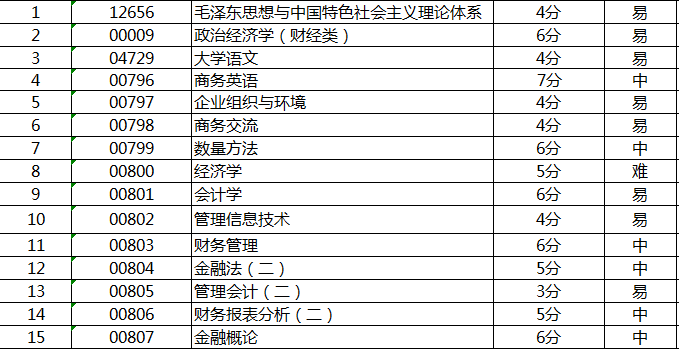 1 12656 毛泽东思想与中国特色社会主义理论体系 4分 易
2 00009 政治经济学（财经类） 6分 易
3 04729 大学语文 4分 易
4 00796 商务英语 7分 中
5 00797 企业组织与环境 4分 易
6 00798 商务交流 4分 易
7 00799 数量方法 6分 中
8 00800 经济学 5分 难
9 00801 会计学 6分 易
10 00802 管理信息技术 4分 易
11 00803 财务管理 6分 中
12 00804 金融法（二） 5分 中
13 00805 管理会计（二） 3分 易
14 00806 财务报表分析（二） 5分 中
15 00807 金融概论 6分 中